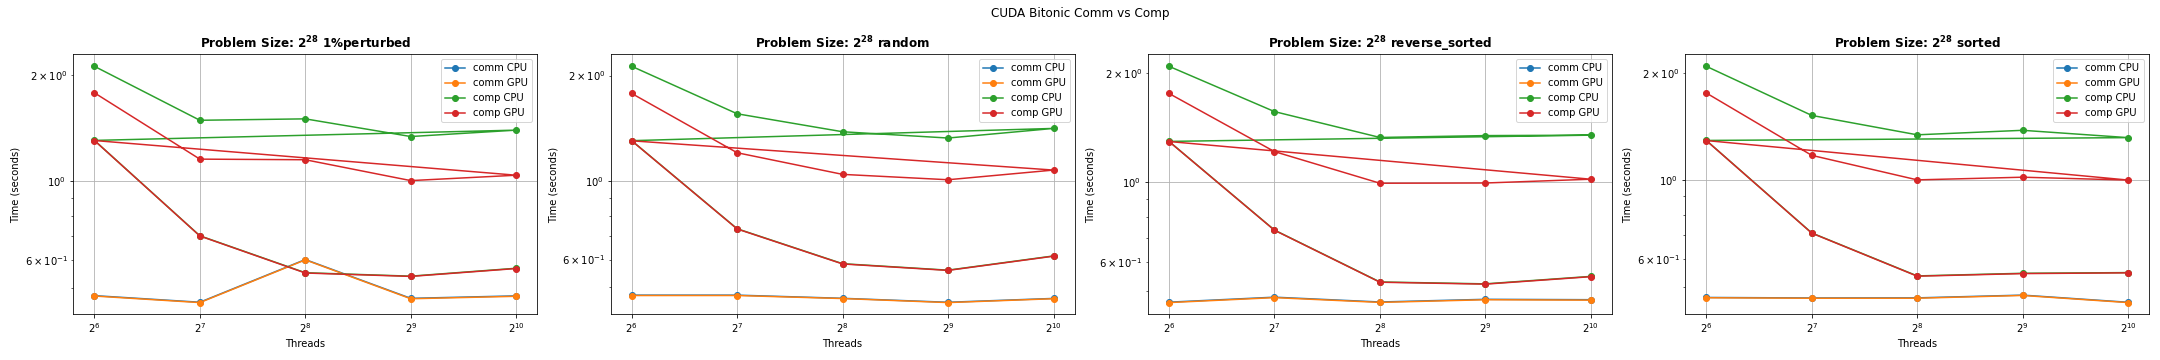 CUDA Bitonic Comm vs Comp
Problem Size: 2^28 1%perturbed
Time (seconds)
2 × 10^0
10^0
6 × 10^-1
comm CPU
comm GPU
comp CPU
comp GPU
2^6 2^7 2^8 2^9 2^10
Threads
Problem Size: 2^28 random
Time (seconds)
2 × 10^0
10^0
6 × 10^-1
comm CPU
comm GPU
comp CPU
comp GPU
2^6 2^7 2^8 2^9 2^10
Threads
Problem Size: 2^28 reverse_sorted
Time (seconds)
2 × 10^0
10^0
6 × 10^-1
comm CPU
comm GPU
comp CPU
comp GPU
2^6 2^7 2^8 2^9 2^10
Threads
Problem Size: 2^28 sorted
Time (seconds)
2 × 10^0
10^0
6 × 10^-1
comm CPU
comm GPU
comp CPU
comp GPU
2^6 2^7 2^8 2^9 2^10
Threads